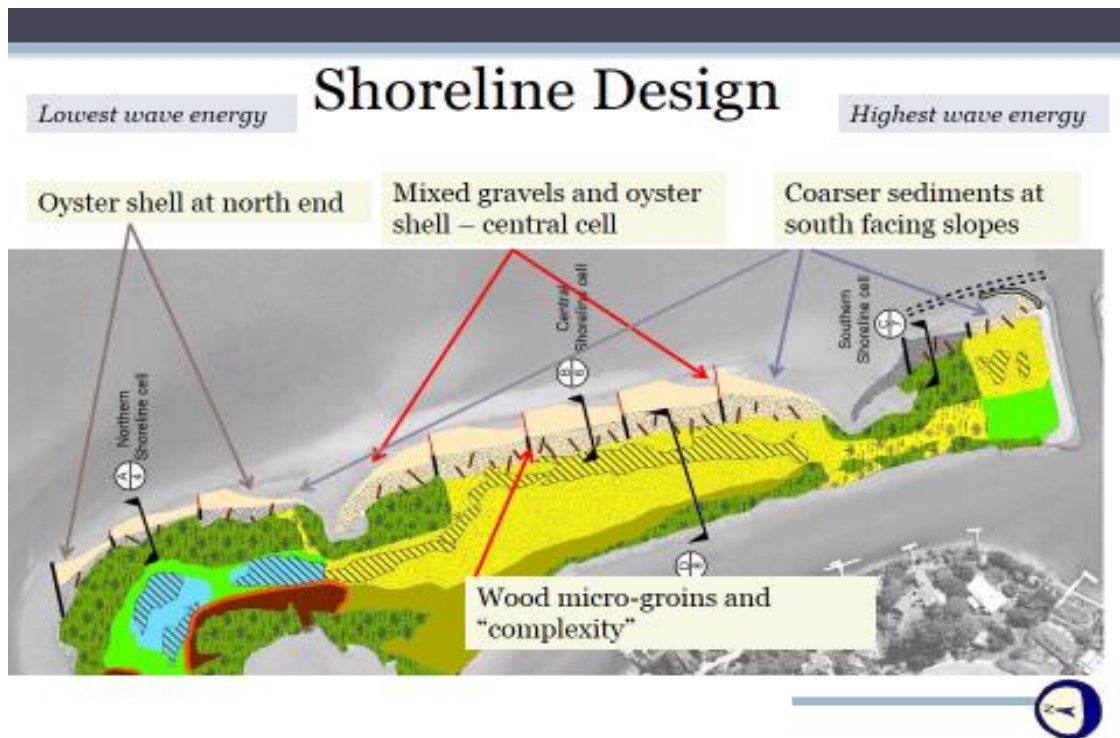 Shoreline Design
Lowest wave energy
Highest wave energy
Oyster shell at north end
Mixed gravels and oyster
shell – central cell
Coarser sediments at
south facing slopes
Northern
Shoreline cell
A
Central
Shoreline cell
B
Southern
Shoreline cell
C
D
Wood micro-groins and
“complexity”
N